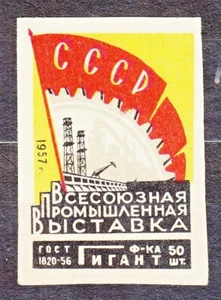 СССР
1957 г.
ВСЕСОЮЗНАЯ
ПРОМЫШЛЕННАЯ
ВЫСТАВКА
ГОСТ
1820-56
Ф-КА
ГИГАНТ
50
ШТ.